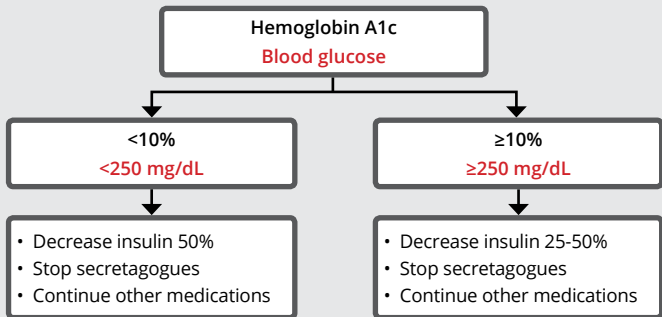 Hemoglobin A1c
Blood glucose
<10%
<250 mg/dL
≥10%
≥250 mg/dL
• Decrease insulin 50%
• Stop secretagogues
• Continue other medications
• Decrease insulin 25-50%
• Stop secretagogues
• Continue other medications